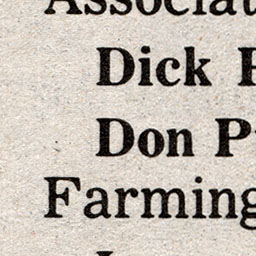 Associat
Dick
Don P
Farming